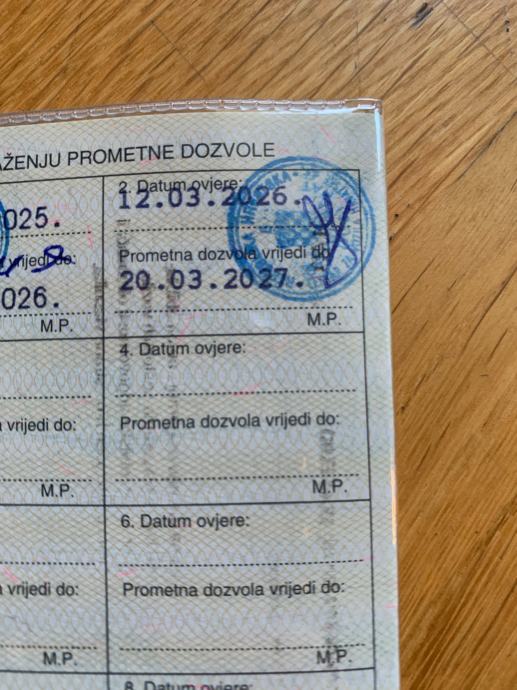 AŽENJU PROMETNE DOZVOLE
025.
vrijedi do:
026.
M.P.
2. Datum ovjere:
12.03.2026.
Prometna dozvola vrijedi do
20.03.2027.
M.P.
4. Datum ovjere:
a vrijedi do:
Prometna dozvola vrijedi do:
M.P.
M.P.
6. Datum ovjere:
a vrijedi do:
Prometna dozvola vrijedi do:
M.P.
M.P.
8. Datum ovjere: